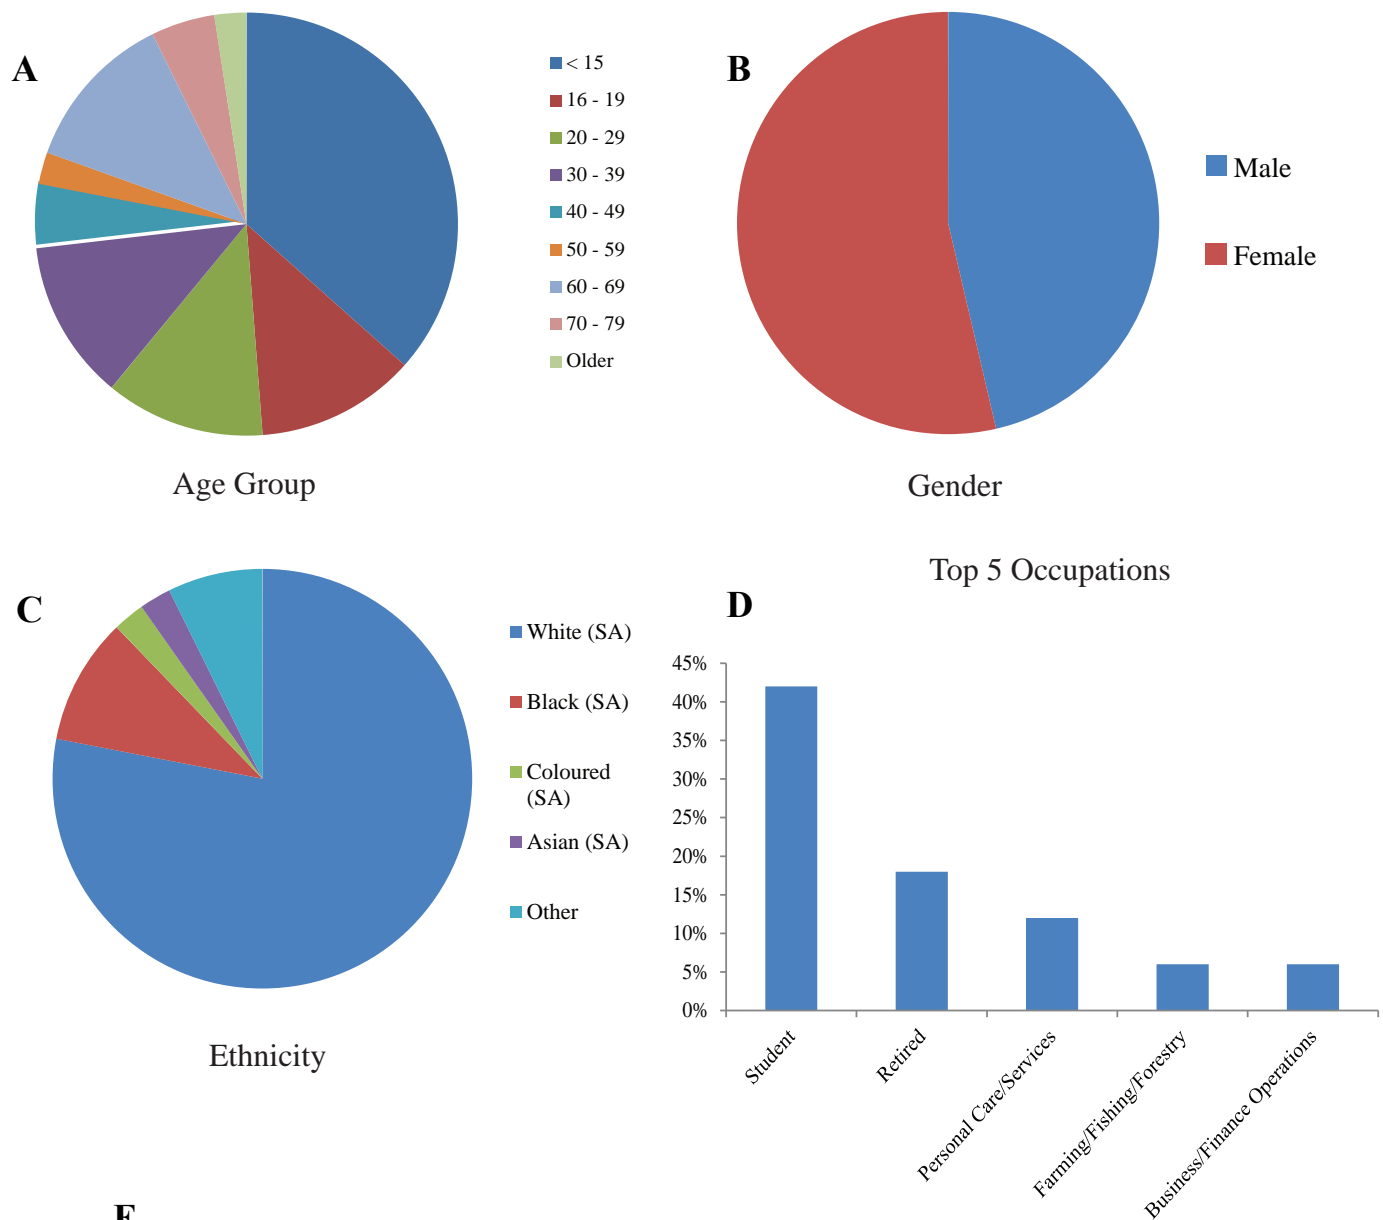 A
< 15
16 - 19
20 - 29
30 - 39
40 - 49
50 - 59
60 - 69
70 - 79
Older
Age Group
B
Male
Female
Gender
C
White (SA)
Black (SA)
Coloured
(SA)
Asian (SA)
Other
Ethnicity
Top 5 Occupations
D
45%
40%
35%
30%
25%
20%
15%
10%
5%
0%
Student
Retired
Personal Care/Services
Farming/Fishing/Forestry
Business/Finance Operations